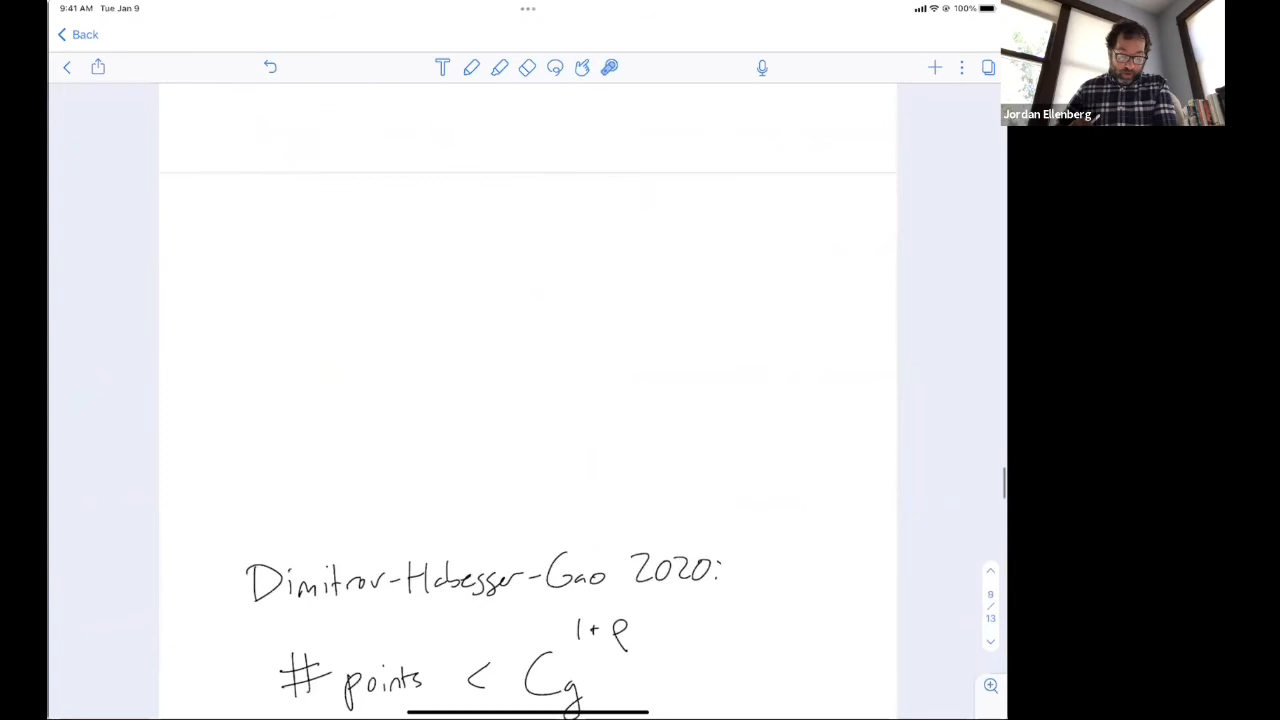 9:41 AM Tue Jan 9
100%
Back
Jordan Ellenberg
Dimitrov-Habegger-Gao 2020:
# points < C_g^{1+ρ}
9
/
13